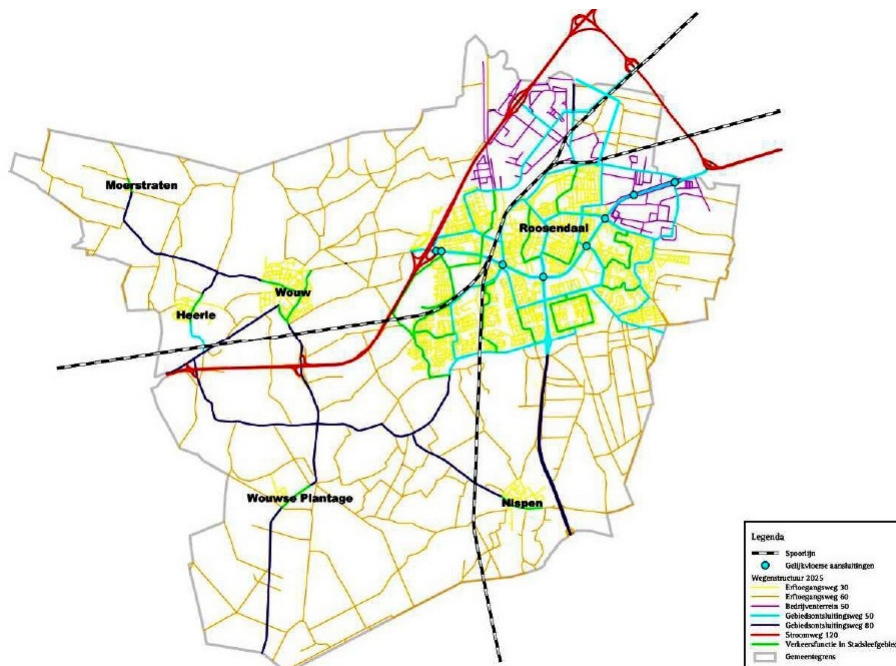 Moerstraten
Roosendaal
Wouw
Heerle
Wouwse Plantage
Nispen
Legenda
Spoorlijn
Gelijkvloerse aansluitingen
Wegenstructuur 2025
Erftoegangsweg 30
Erftoegangsweg 60
Bedrijventerrein 50
Gebiedsontsluitingsweg 50
Gebiedsontsluitingsweg 80
Stroomweg 120
Verkeersfunctie in Stadsleefgebied
Gemeentegrens